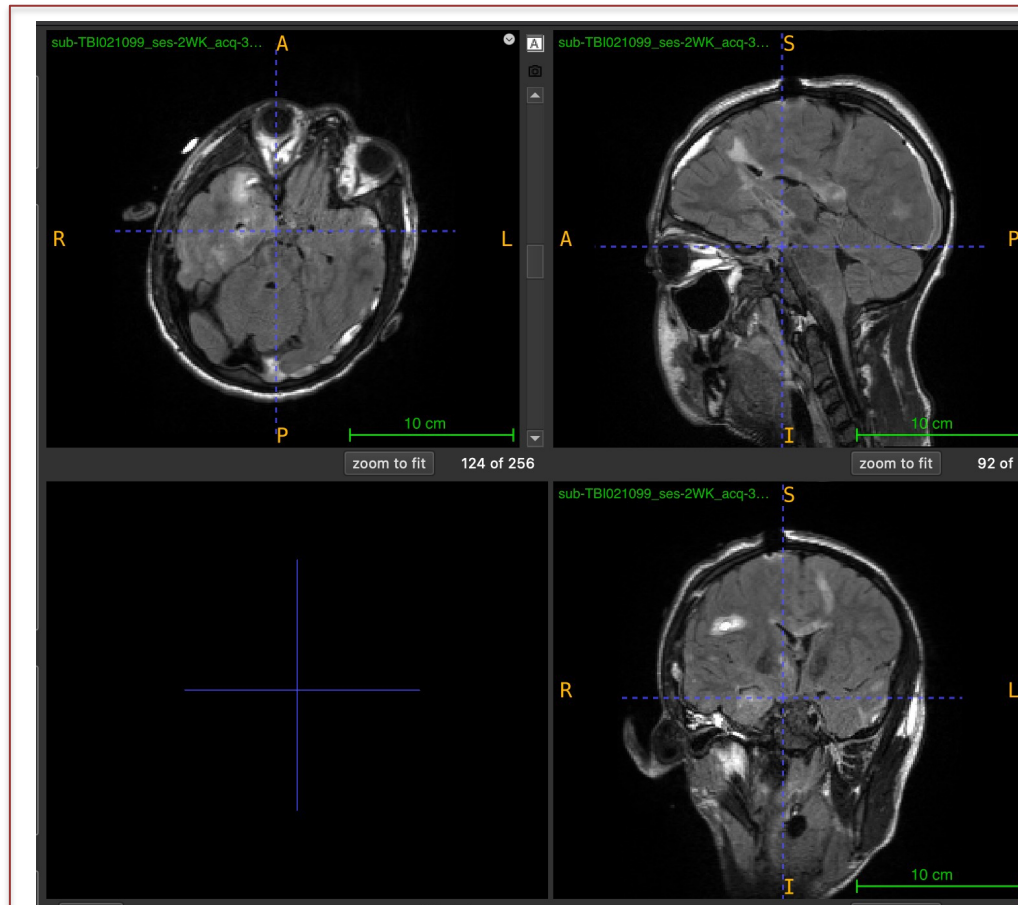 sub-TBI021099_ses-2WK_acq-3...
A
A
R
L
P
10 cm
zoom to fit
124 of 256
sub-TBI021099_ses-2WK_acq-3...
S
A
P
I
10 cm
zoom to fit
92 of
sub-TBI021099_ses-2WK_acq-3...
S
R
L
I
10 cm